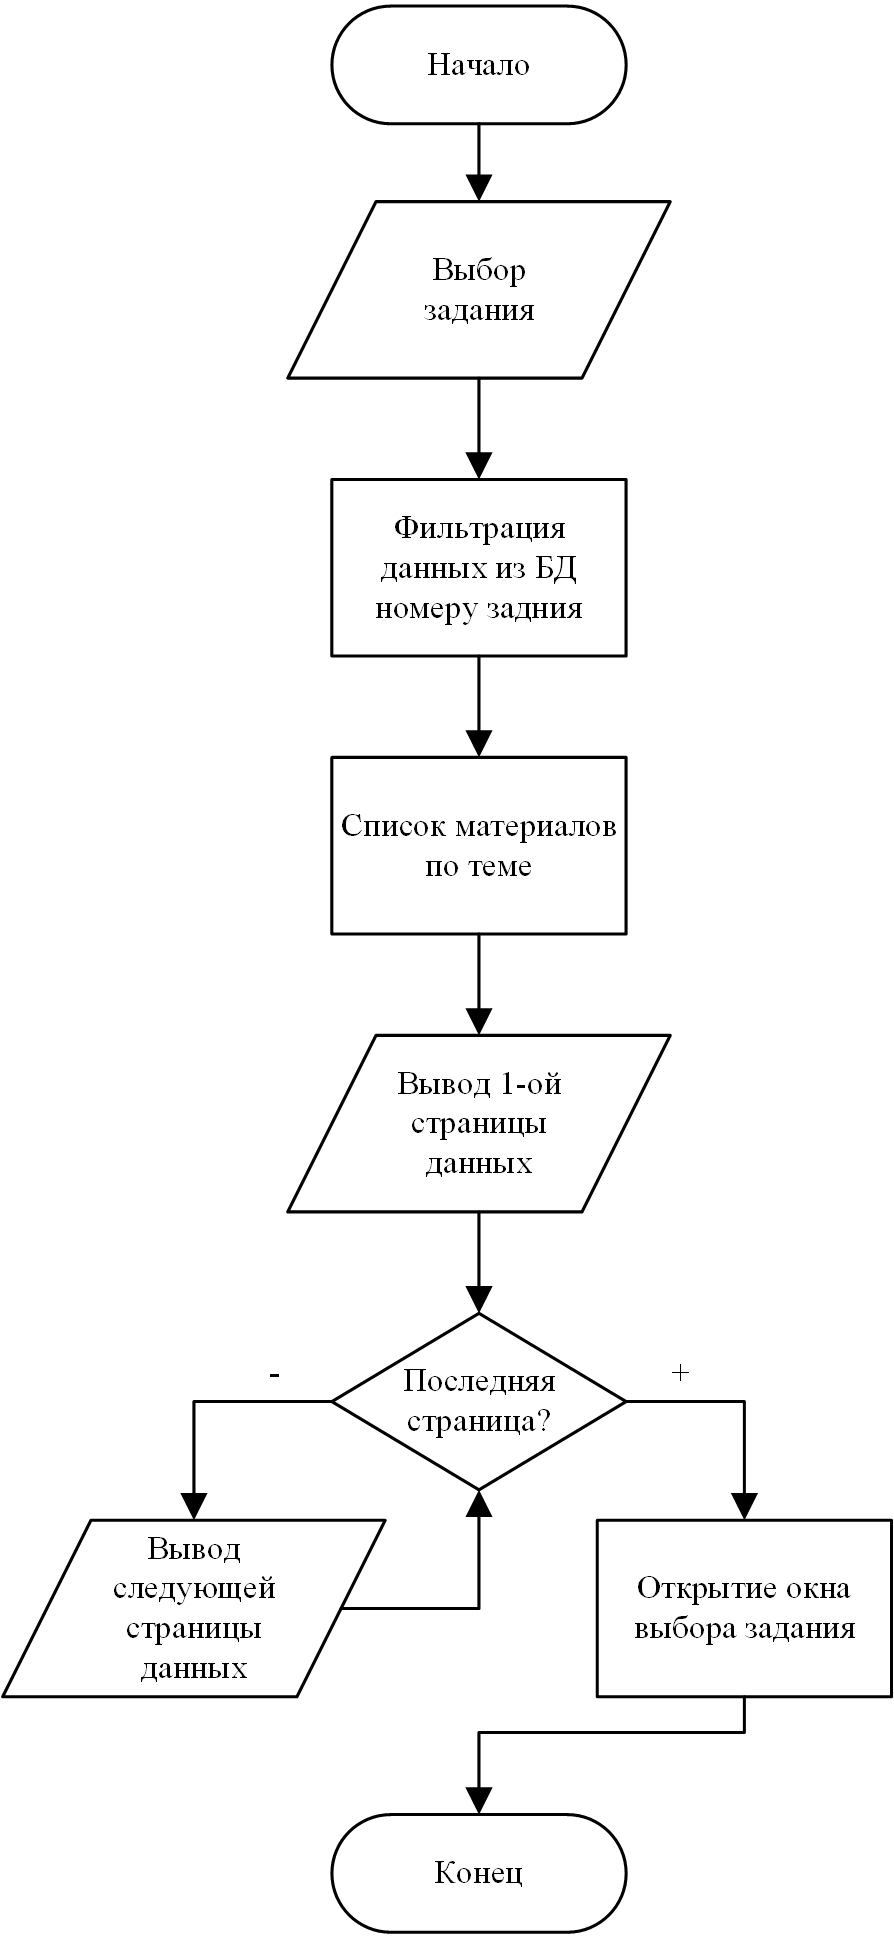 Начало
Выбор
задания
Фильтрация
данных из БД
номеру задния
Список материалов
по теме
Вывод 1-ой
страницы
данных
Последняя
страница?
-
+
Вывод
следующей
страницы
данных
Открытие окна
выбора задания
Конец